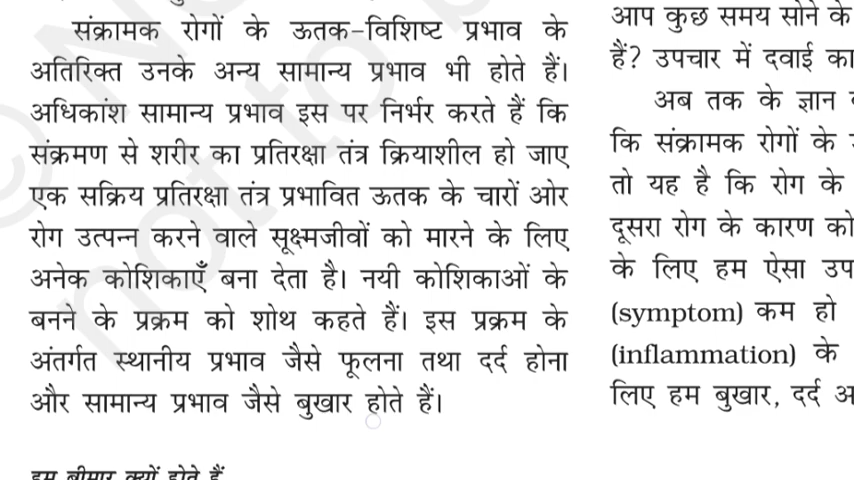 संक्रामक रोगों के ऊतक-विशिष्ट प्रभाव के
अतिरिक्त उनके अन्य सामान्य प्रभाव भी होते हैं।
अधिकांश सामान्य प्रभाव इस पर निर्भर करते हैं कि
संक्रमण से शरीर का प्रतिरक्षा तंत्र क्रियाशील हो जाए
एक सक्रिय प्रतिरक्षा तंत्र प्रभावित ऊतक के चारों ओर
रोग उत्पन्न करने वाले सूक्ष्मजीवों को मारने के लिए
अनेक कोशिकाएँ बना देता है। नयी कोशिकाओं के
बनने के प्रक्रम को शोथ कहते हैं। इस प्रक्रम के
अंतर्गत स्थानीय प्रभाव जैसे फूलना तथा दर्द होना
और सामान्य प्रभाव जैसे बुखार होते हैं।
हम बीमार क्यों होते हैं
आप कुछ समय सोने के
हैं? उपचार में दवाई का
अब तक के ज्ञान
कि संक्रामक रोगों के
तो यह है कि रोग के
दूसरा रोग के कारण को
के लिए हम ऐसा उप
(symptom) कम हो
(inflammation) के
लिए हम बुखार, दर्द अ